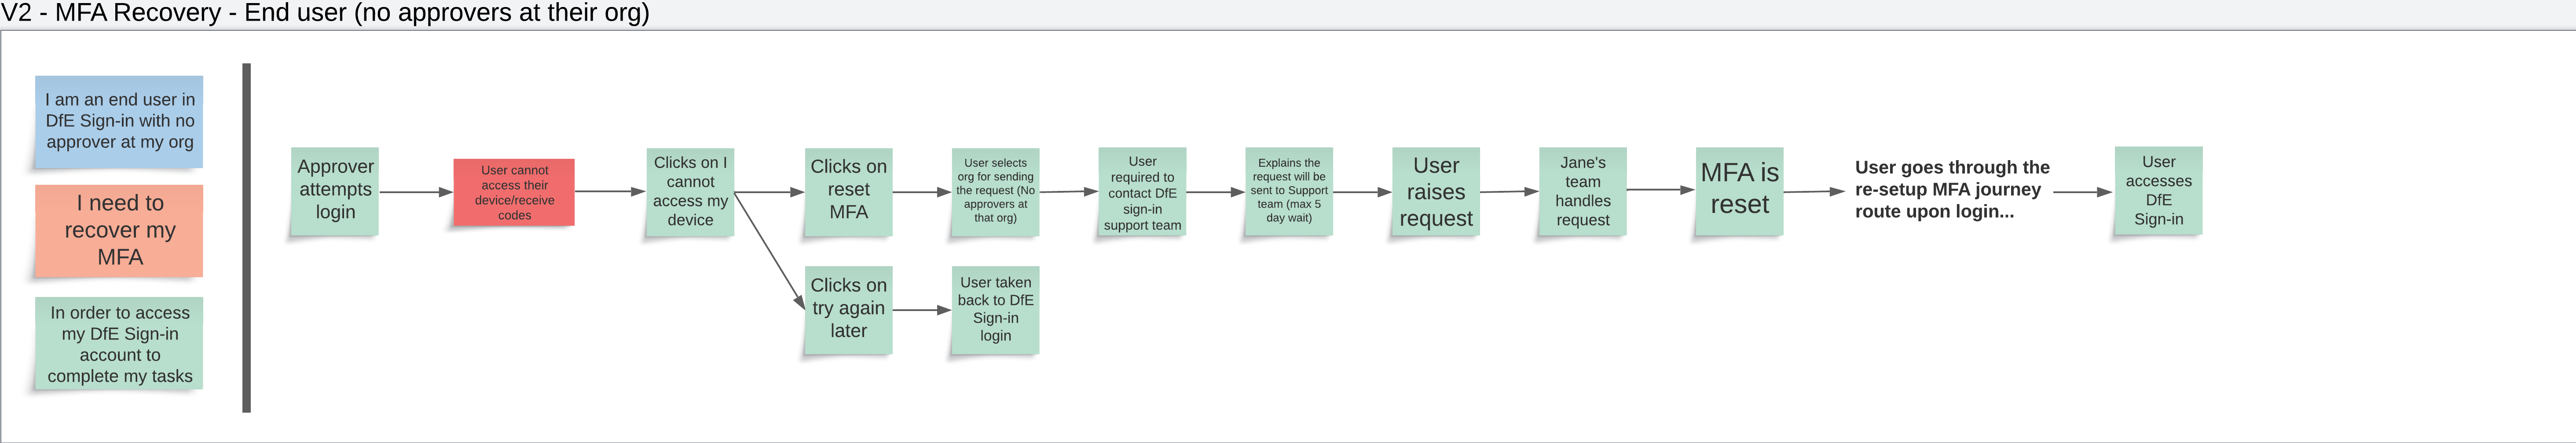 V2 - MFA Recovery - End user (no approvers at their org)
I am an end user in
DfE Sign-in with no
approver at my org
I need to
recover my
MFA
In order to access
my DfE Sign-in
account to
complete my tasks
Approver
attempts
login
User cannot
access their
device/receive
codes
Clicks on I
cannot
access my
device
Clicks on
reset
MFA
User selects
org for sending
the request (No
approvers at
that org)
User
required to
contact DfE
sign-in
support team
Explains the
request will be
sent to Support
team (max 5
day wait)
User
raises
request
Jane's
team
handles
request
MFA is
reset
User goes through the
re-setup MFA journey
route upon login...
User
accesses
DfE
Sign-in
Clicks on
try again
later
User taken
back to DfE
Sign-in
login